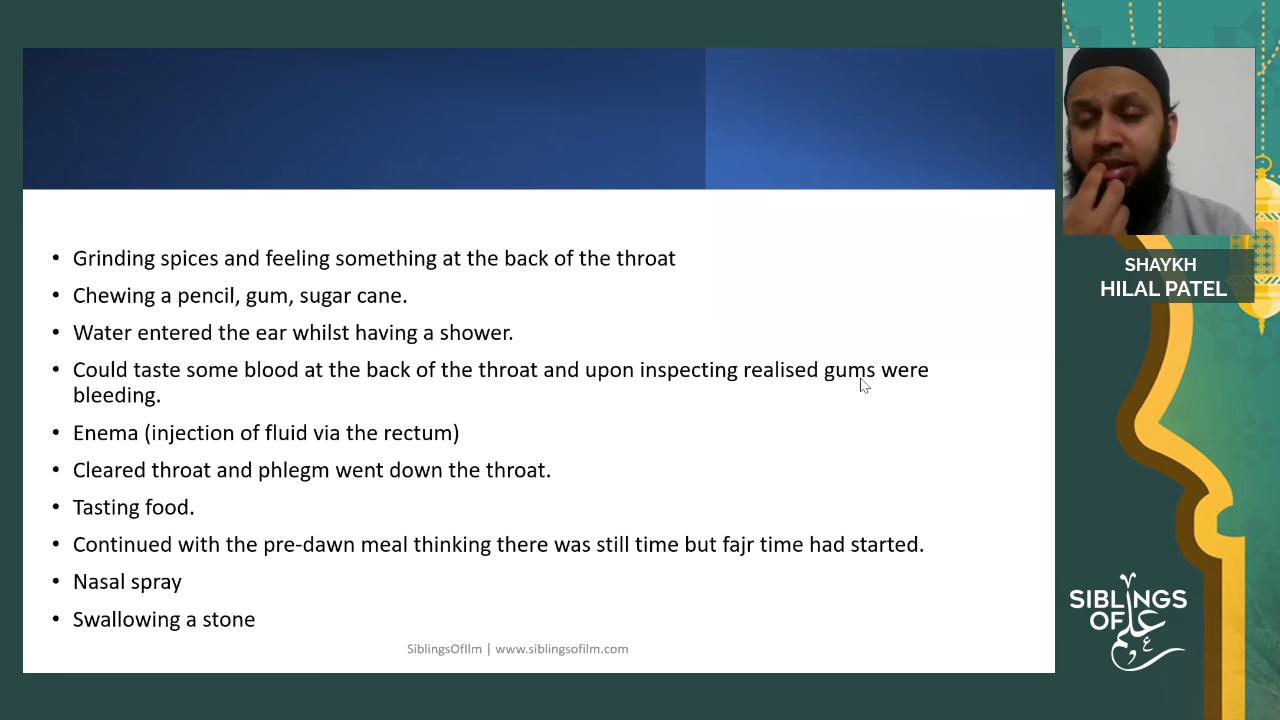 • Grinding spices and feeling something at the back of the throat
• Chewing a pencil, gum, sugar cane.
• Water entered the ear whilst having a shower.
• Could taste some blood at the back of the throat and upon inspecting realised gums were
bleeding.
• Enema (injection of fluid via the rectum)
• Cleared throat and phlegm went down the throat.
• Tasting food.
• Continued with the pre-dawn meal thinking there was still time but fajr time had started.
• Nasal spray
• Swallowing a stone
SiblingsOfIlm | www.siblingsofilm.com
SHAYKH
HILAL PATEL
SIBLINGS
OF علم